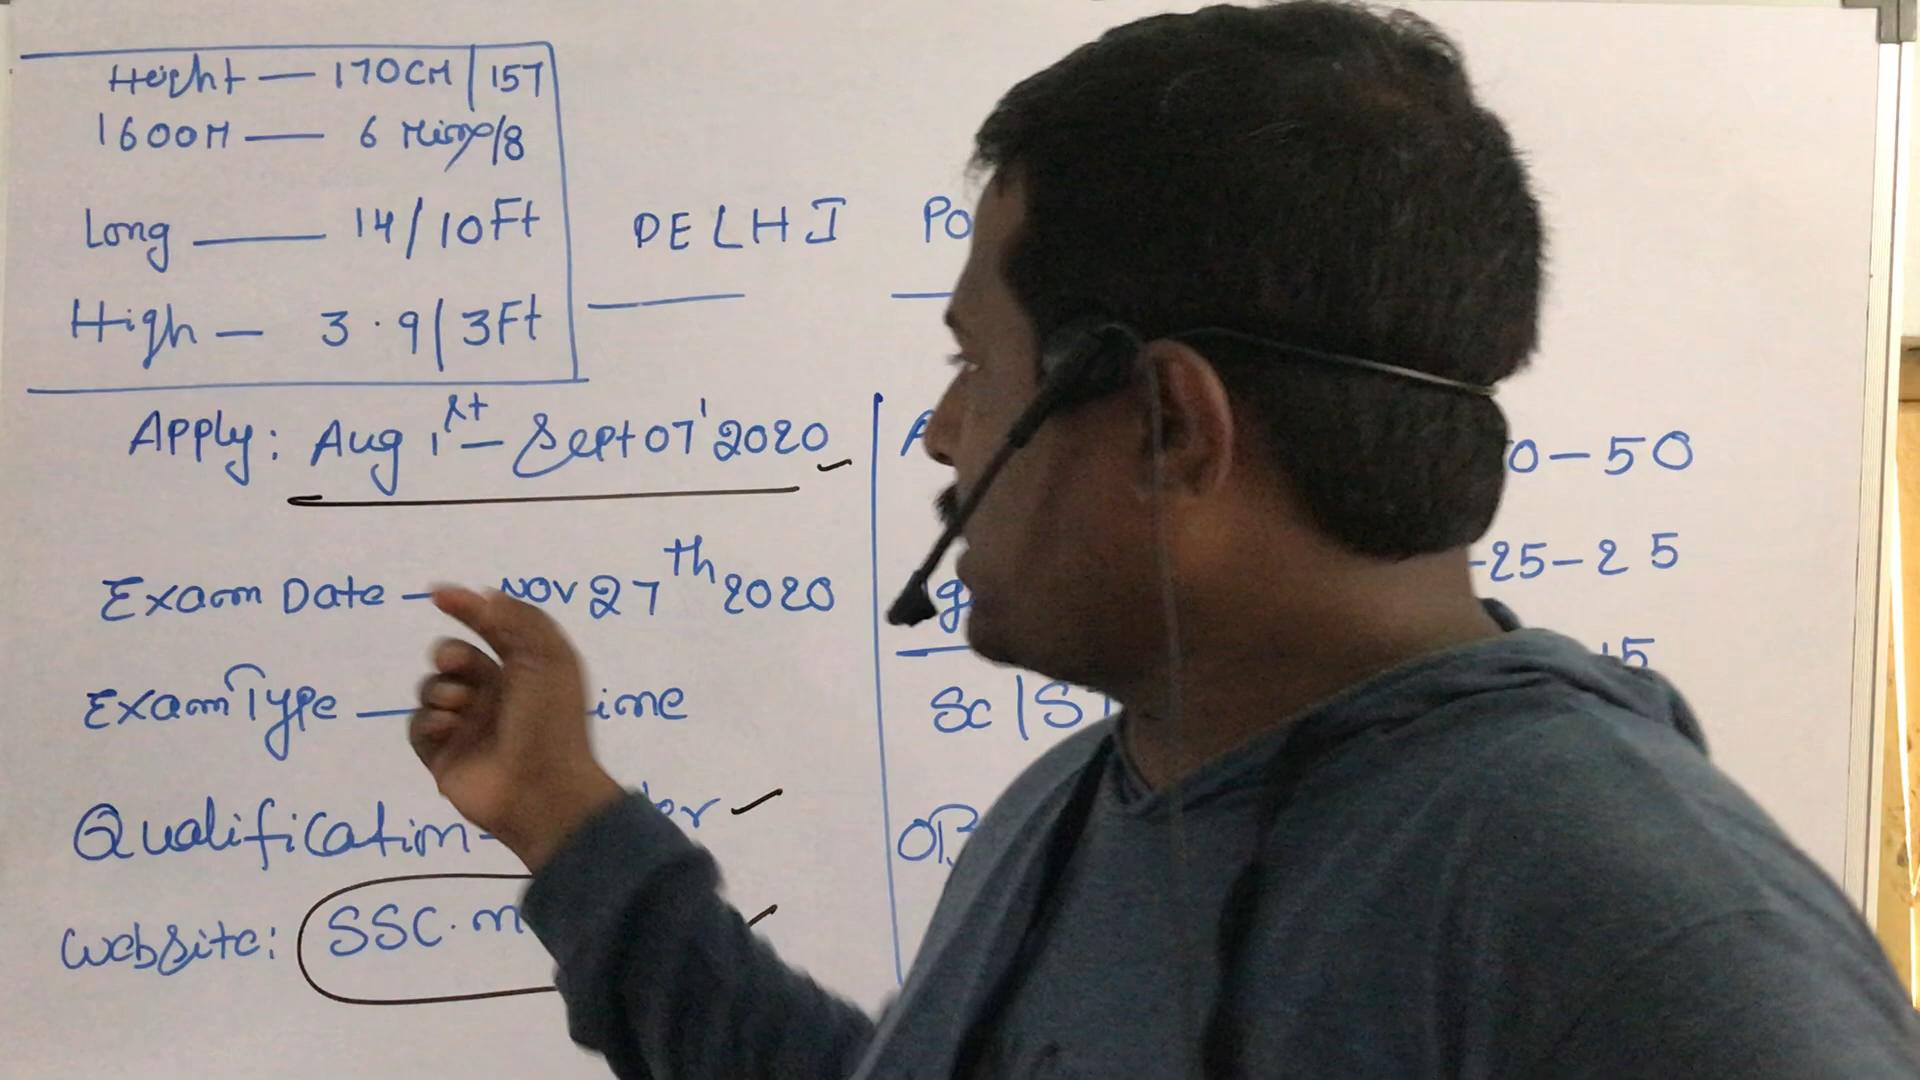 Height — 170CM | 157
1600M — 6 Mins/8
Long — 14/10Ft
High — 3.9 | 3Ft
DELHI PO
Apply: Aug 1st - Sept 07' 2020
Exam Date - Nov 27th 2020
Exam Type — ine
Qualification-
Website: SSC.n
0-50
-25-25
15
Sc | ST
OB